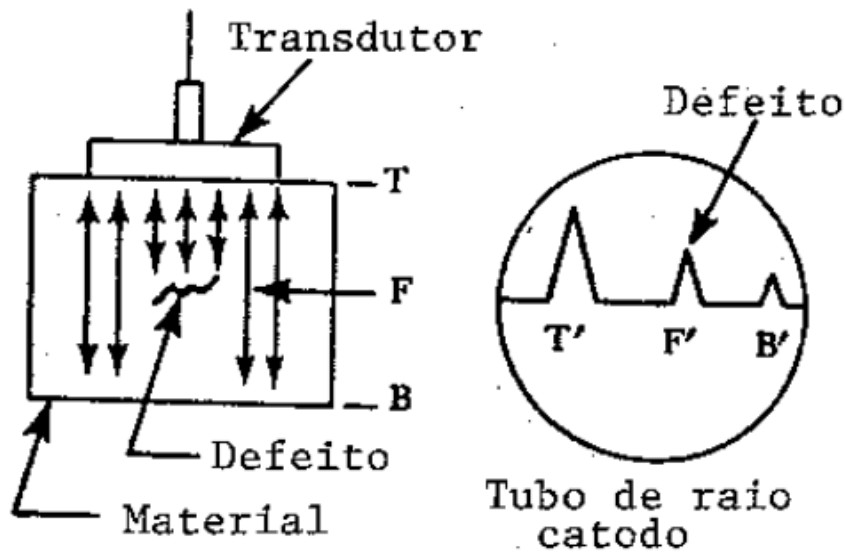 Transdutor
Defeito
T
F
B
T′
F′
B′
Defeito
Material
Tubo de raio
catodo